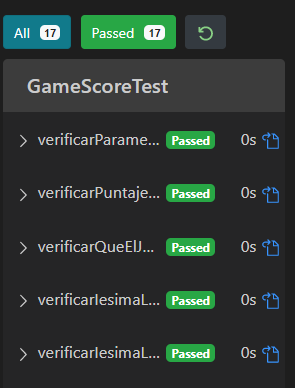 All 17 Passed 17
GameScoreTest
verificarParame... Passed 0s
verificarPuntaje... Passed 0s
verificarQueElJ... Passed 0s
verificarIesimaL... Passed 0s
verificarIesimaL... Passed 0s